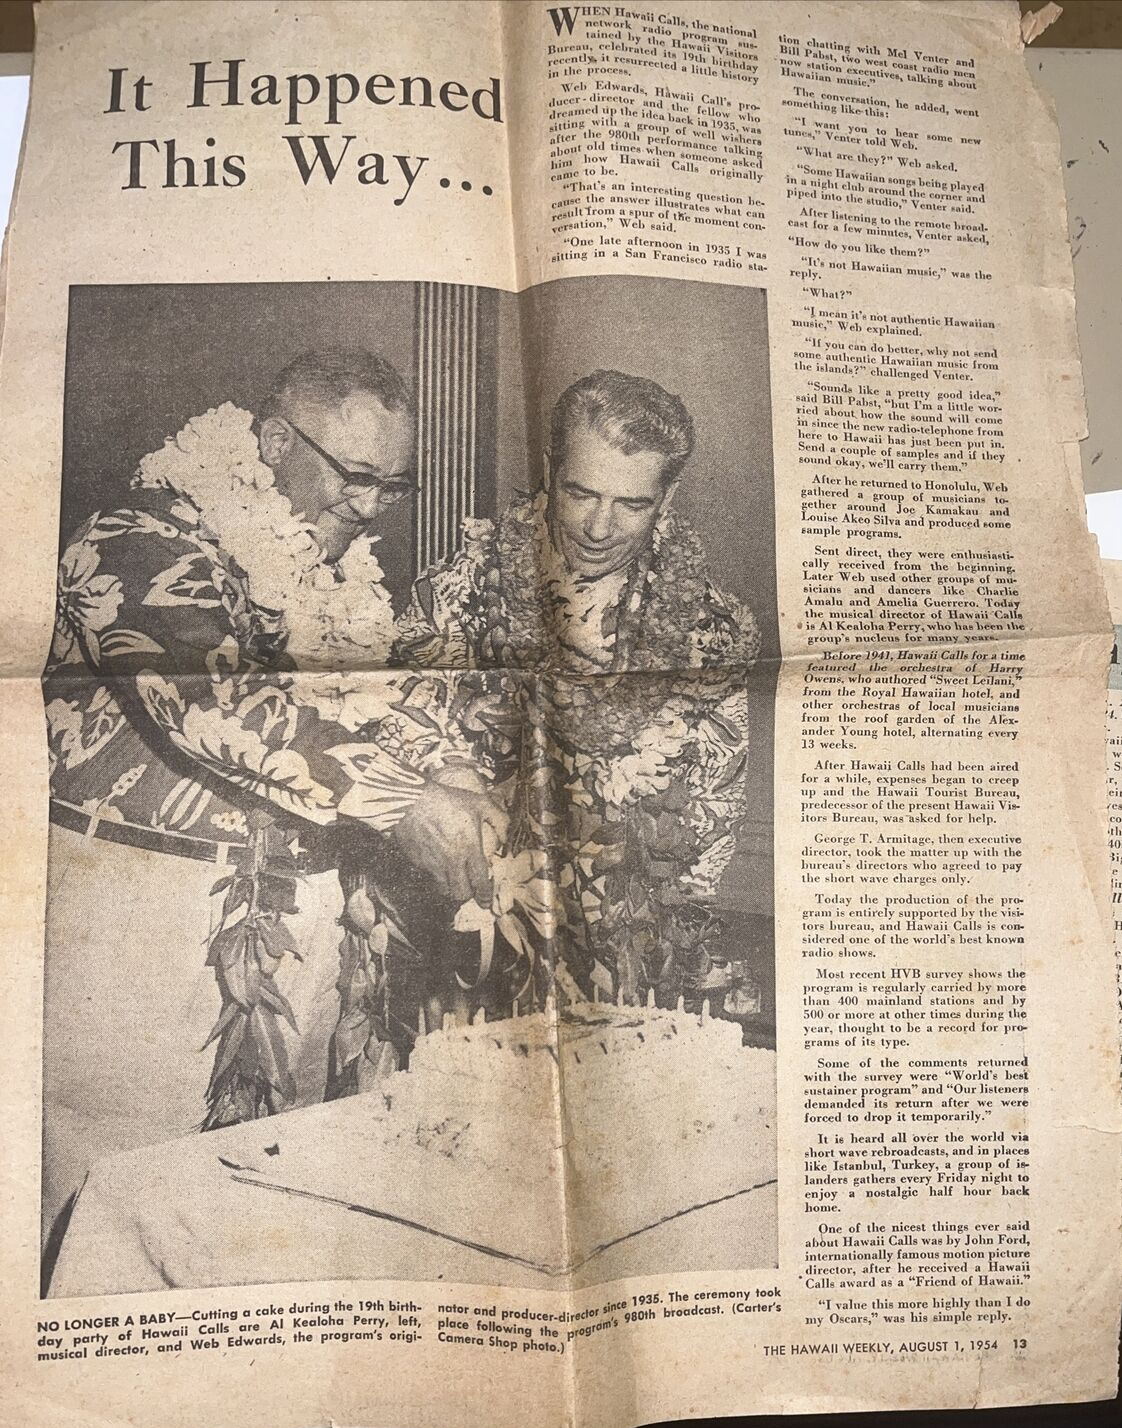 It Happened
This Way...
WHEN Hawaii Calls, the national
network radio program sus-
tained by the Hawaii Visitors
Bureau, celebrated its 19th birthday
recently, it resurrected a little history
in the process.
Web Edwards, Hawaii Call's pro-
ducer-director and the fellow who
dreamed up the idea back in 1935, was
sitting with a group of well wishers
after the 980th performance talking
about old times when someone asked
him how Hawaii Calls originally
came to be.
"That's an interesting question be-
cause the answer illustrates what can
result from a spur of the moment con-
versation," Web said.
"One late afternoon in 1935 I was
sitting in a San Francisco radio sta-
tion chatting with Mel Venter and
Bill Pabst, two west coast radio men
now station executives, talking about
Hawaiian music."
The conversation, he added, went
something like this:
"I want you to hear some new
tunes," Venter told Web.
"What are they?" Web asked.
"Some Hawaiian songs being played
in a night club around the corner and
piped into the studio," Venter said.
After listening to the remote broad-
cast for a few minutes, Venter asked,
"How do you like them?"
"It's not Hawaiian music," was the
reply.
"What?"
"I mean it's not authentic Hawaiian
music," Web explained.
"If you can do better, why not send
some authentic Hawaiian music from
the islands?" challenged Venter.
"Sounds like a pretty good idea,"
said Bill Pabst, "but I'm a little wor-
ried about how the sound will come
in since the new radio-telephone from
here to Hawaii has just been put in.
Send a couple of samples and if they
sound okay, we'll carry them."
After he returned to Honolulu, Web
gathered a group of musicians to-
gether around Joe Kamakau and
Louise Akeo Silva and produced some
sample programs.
Sent direct, they were enthusiasti-
cally received from the beginning.
Later Web used other groups of mu-
sicians and dancers like Charlie
Amalu and Amelia Guerrero. Today
the musical director of Hawaii Calls
is Al Kealoha Perry, who has been the
group's nucleus for many years.
Before 1941, Hawaii Calls for a time
featured the orchestra of Harry
Owens, who authored "Sweet Leilani,"
from the Royal Hawaiian hotel, and
other orchestras of local musicians
from the roof garden of the Alex-
ander Young hotel, alternating every
13 weeks.
After Hawaii Calls had been aired
for a while, expenses began to creep
up and the Hawaii Tourist Bureau,
predecessor of the present Hawaii Vis-
itors Bureau, was asked for help.
George T. Armitage, then executive
director, took the matter up with the
bureau's directors who agreed to pay
the short wave charges only.
Today the production of the pro-
gram is entirely supported by the visi-
tors bureau, and Hawaii Calls is con-
sidered one of the world's best known
radio shows.
Most recent HVB survey shows the
program is regularly carried by more
than 400 mainland stations and by
500 or more at other times during the
year, thought to be a record for pro-
grams of its type.
Some of the comments returned
with the survey were "World's best
sustainer program" and "Our listeners
demanded its return after we were
forced to drop it temporarily."
It is heard all over the world via
short wave rebroadcasts, and in places
like Istanbul, Turkey, a group of is-
landers gathers every Friday night to
enjoy a nostalgic half hour back
home.
One of the nicest things ever said
about Hawaii Calls was by John Ford,
internationally famous motion picture
director, after he received a Hawaii
Calls award as a "Friend of Hawaii."
"I value this more highly than I do
my Oscars," was his simple reply.
NO LONGER A BABY—Cutting a cake during the 19th birth-
day party of Hawaii Calls are Al Kealoha Perry, left,
musical director, and Web Edwards, the program's origi-
nator and producer-director since 1935. The ceremony took
place following the program's 980th broadcast. (Carter's
Camera Shop photo.)
THE HAWAII WEEKLY, AUGUST 1, 1954 13